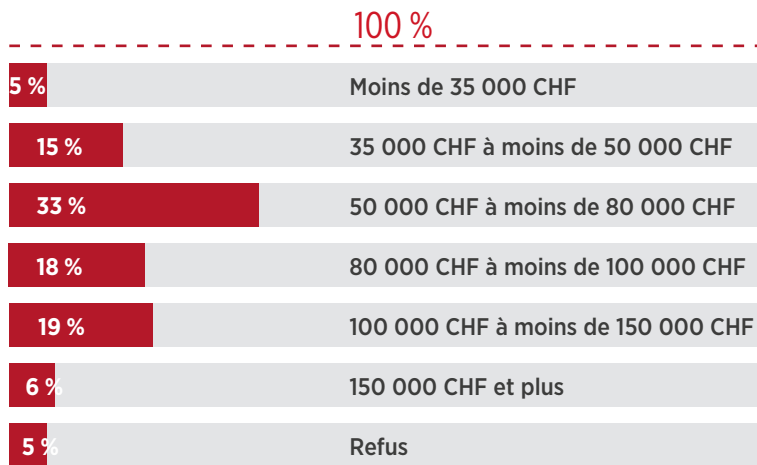 100 %
5 % Moins de 35 000 CHF
15 % 35 000 CHF à moins de 50 000 CHF
33 % 50 000 CHF à moins de 80 000 CHF
18 % 80 000 CHF à moins de 100 000 CHF
19 % 100 000 CHF à moins de 150 000 CHF
6 % 150 000 CHF et plus
5 % Refus